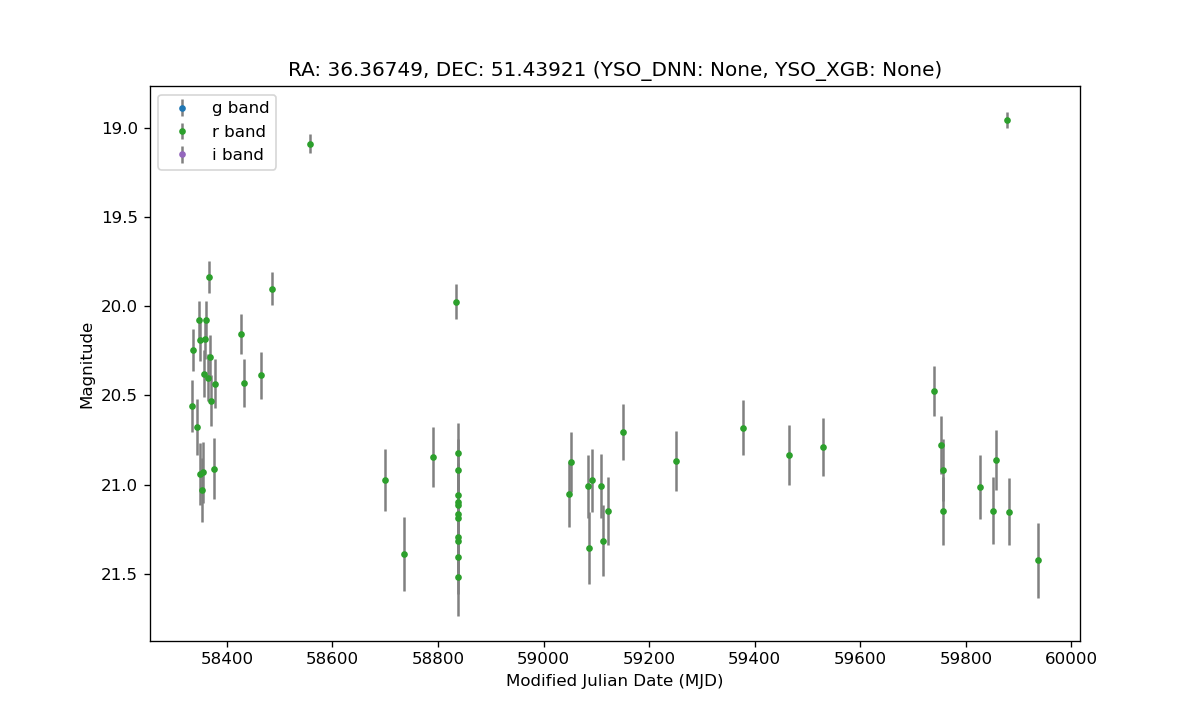 RA: 36.36749, DEC: 51.43921 (YSO_DNN: None, YSO_XGB: None)
g band
r band
i band
19.0
19.5
20.0
20.5
21.0
21.5
Magnitude
58400 58600 58800 59000 59200 59400 59600 59800 60000
Modified Julian Date (MJD)